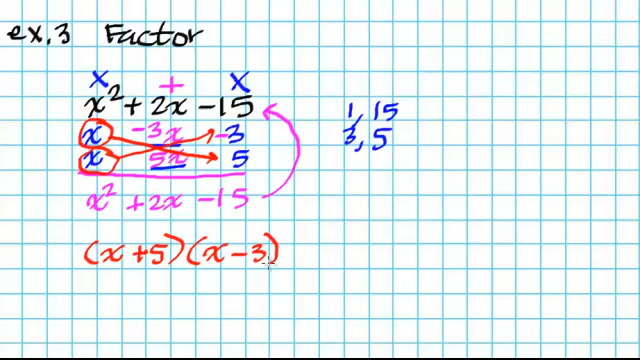 ex.3 Factor
x + x
x² + 2x - 15 1, 15
x -3x -3 3, 5
x 5x 5
x² + 2x - 15
(x + 5)(x - 3)